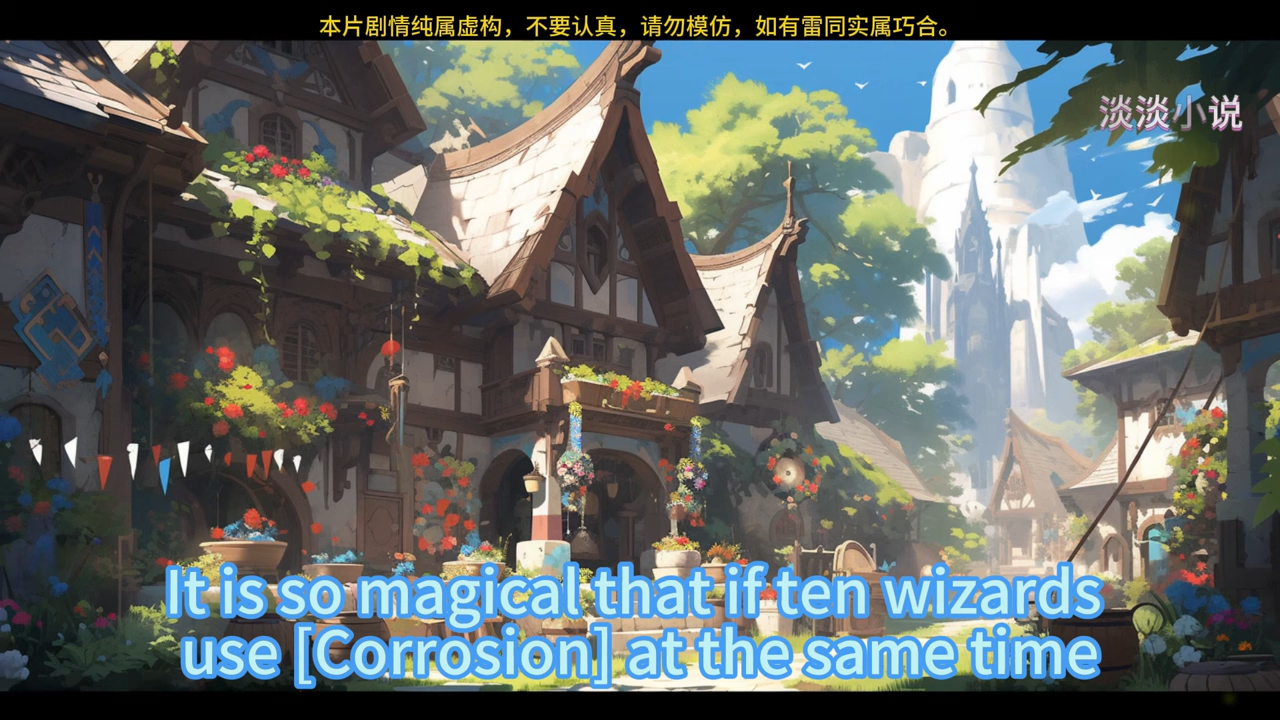 本片剧情纯属虚构，不要认真，请勿模仿，如有雷同实属巧合。
淡淡小说
It is so magical that if ten wizards
use [Corrosion] at the same time